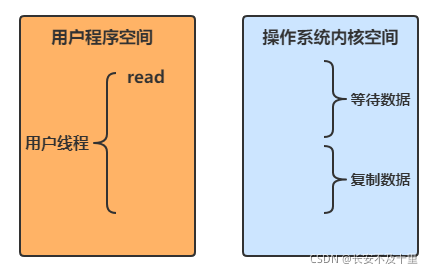 用户程序空间
read
用户线程
操作系统内核空间
等待数据
复制数据
CSDN @长安不及十里